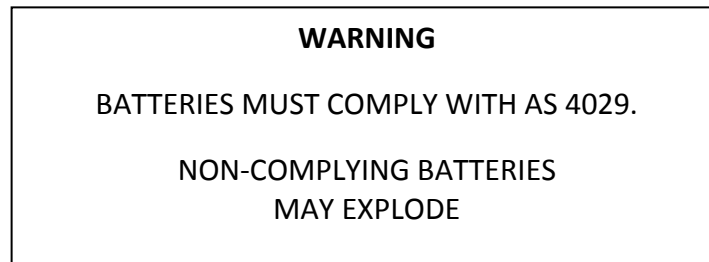 WARNING
BATTERIES MUST COMPLY WITH AS 4029.
NON-COMPLYING BATTERIES
MAY EXPLODE